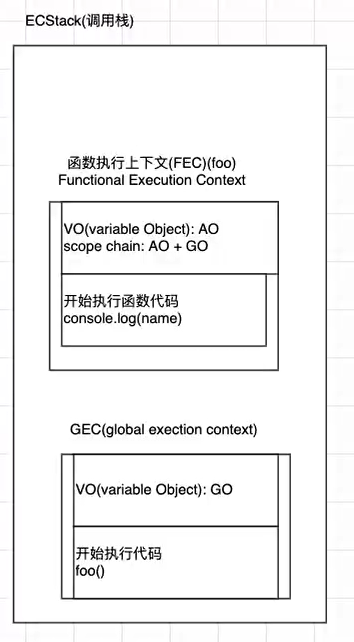 ECStack(调用栈)
函数执行上下文(FEC)(foo)
Functional Execution Context
VO(variable Object): AO
scope chain: AO + GO
开始执行函数代码
console.log(name)
GEC(global exection context)
VO(variable Object): GO
开始执行代码
foo()